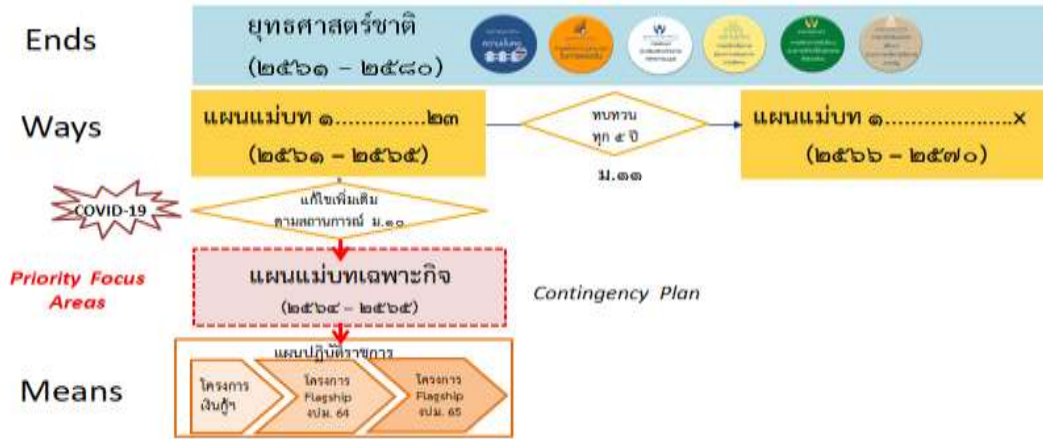 Ends
ยุทธศาสตร์ชาติ
(๒๕๖๑ – ๒๕๘๐)
ความมั่นคง
Ways
แผนแม่บท ๑.............๒๓
(๒๕๖๑ – ๒๕๖๕)
ทบทวน
ทุก ๕ ปี
ม.๑๑
แผนแม่บท ๑...................x
(๒๕๖๖ – ๒๕๗๐)
COVID-19
แก้ไขเพิ่มเติม
ตามสถานการณ์ ม.๑๐
Priority Focus
Areas
แผนแม่บทเฉพาะกิจ
(๒๕๖๔ – ๒๕๖๕)
Contingency Plan
Means
แผนปฏิบัติราชการ
โครงการ
เงินกู้ฯ
โครงการ
Flagship
งปม. 64
โครงการ
Flagship
งปม. 65